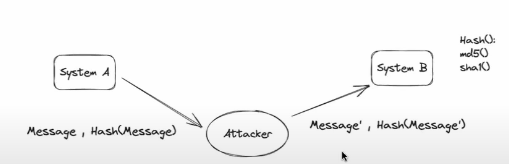 Hash():
md5()
sha1()
System A
System B
Message , Hash(Message)
Attacker
Message' , Hash(Message')